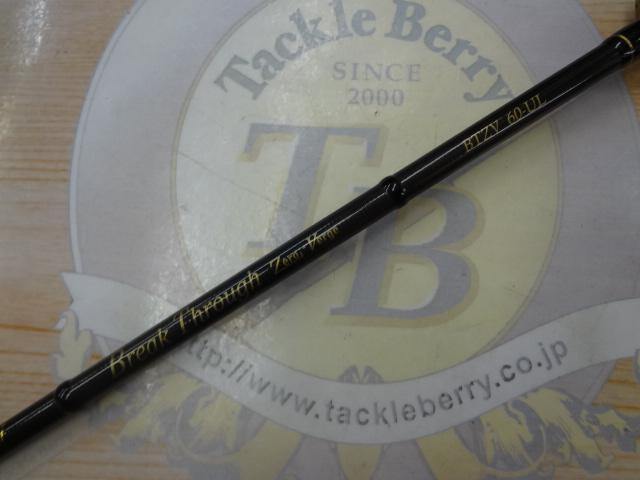 Tackle Berry
SINCE
2000
TB
BTZV 60-UL
Break Through Zero-Verge
http://www.tackleberry.co.jp